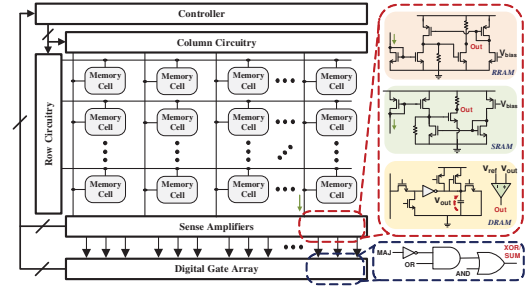 Controller
Column Circuitry
Row Circuitry
Memory Cell
Memory Cell
Memory Cell
Memory Cell
Memory Cell
Memory Cell
Memory Cell
Memory Cell
Memory Cell
Memory Cell
Memory Cell
Memory Cell
Sense Amplifiers
Digital Gate Array
Out
Vbias
RRAM
Out
Vbias
SRAM
Vref Vout
Vout
+ -
Out
DRAM
MAJ
OR
AND
XOR/
SUM